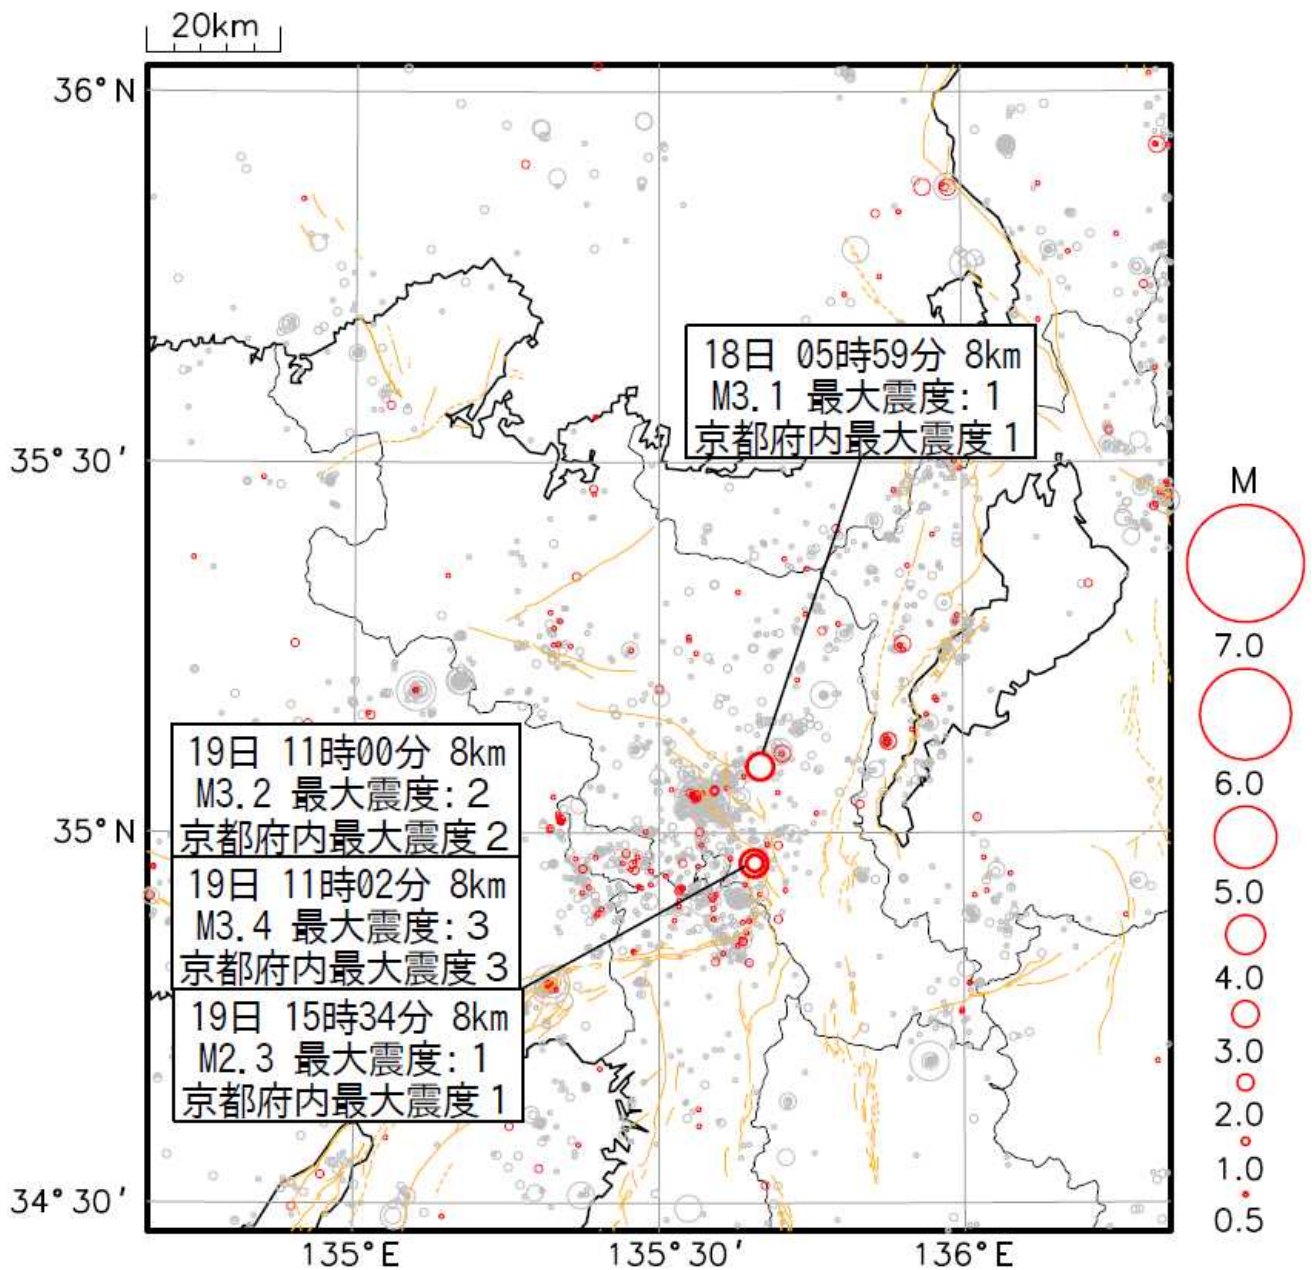 20km
36°N
18日 05時59分 8km
M3.1 最大震度:1
京都府内最大震度1
35°30′
M
7.0
6.0
19日 11時00分 8km
M3.2 最大震度:2
京都府内最大震度2
35°N
5.0
19日 11時02分 8km
M3.4 最大震度:3
京都府内最大震度3
4.0
19日 15時34分 8km
M2.3 最大震度:1
京都府内最大震度1
3.0
2.0
1.0
0.5
34°30′
135°E
135°30′
136°E